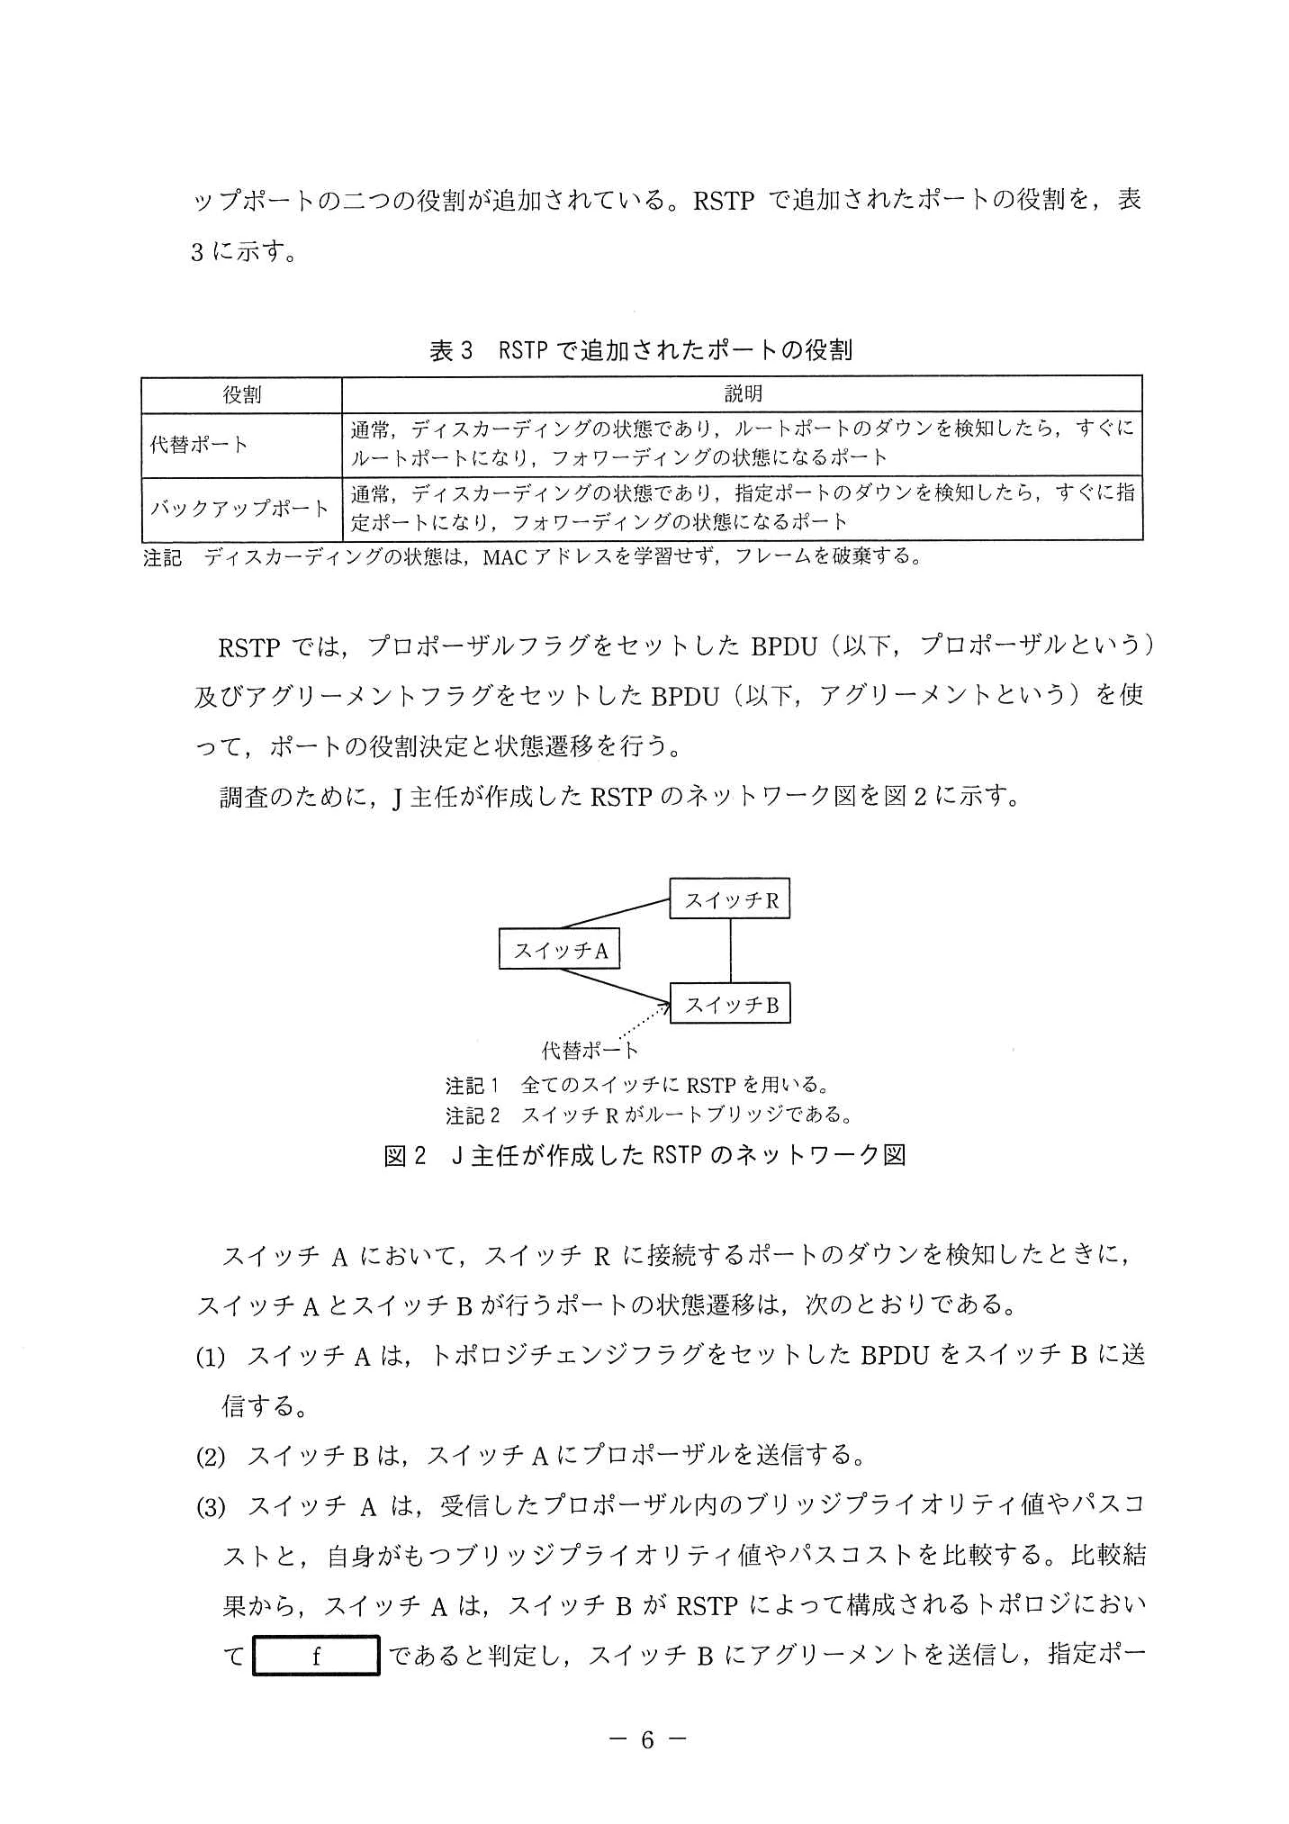 ップポートの二つの役割が追加されている。RSTP で追加されたポートの役割を，表
3 に示す。
表 3　RSTP で追加されたポートの役割
役割
説明
代替ポート
通常，ディスカーディングの状態であり，ルートポートのダウンを検知したら，すぐに
ルートポートになり，フォワーディングの状態になるポート
バックアップポート
通常，ディスカーディングの状態であり，指定ポートのダウンを検知したら，すぐに指
定ポートになり，フォワーディングの状態になるポート
注記　ディスカーディングの状態は，MAC アドレスを学習せず，フレームを破棄する。
RSTP では，プロポーザルフラグをセットした BPDU（以下，プロポーザルという）
及びアグリーメントフラグをセットした BPDU（以下，アグリーメントという）を使
って，ポートの役割決定と状態遷移を行う。
調査のために，J 主任が作成した RSTP のネットワーク図を図 2 に示す。
スイッチR
スイッチA
スイッチB
代替ポート
注記 1　全てのスイッチに RSTP を用いる。
注記 2　スイッチ R がルートブリッジである。
図 2　J 主任が作成した RSTP のネットワーク図
スイッチ A において，スイッチ R に接続するポートのダウンを検知したときに，
スイッチ A とスイッチ B が行うポートの状態遷移は，次のとおりである。
(1) スイッチ A は，トポロジチェンジフラグをセットした BPDU をスイッチ B に送
信する。
(2) スイッチ B は，スイッチ A にプロポーザルを送信する。
(3) スイッチ A は，受信したプロポーザル内のブリッジプライオリティ値やパスコ
ストと，自身がもつブリッジプライオリティ値やパスコストを比較する。比較結
果から，スイッチ A は，スイッチ B が RSTP によって構成されるトポロジにおい
て f であると判定し，スイッチ B にアグリーメントを送信し，指定ポー
－ 6 －